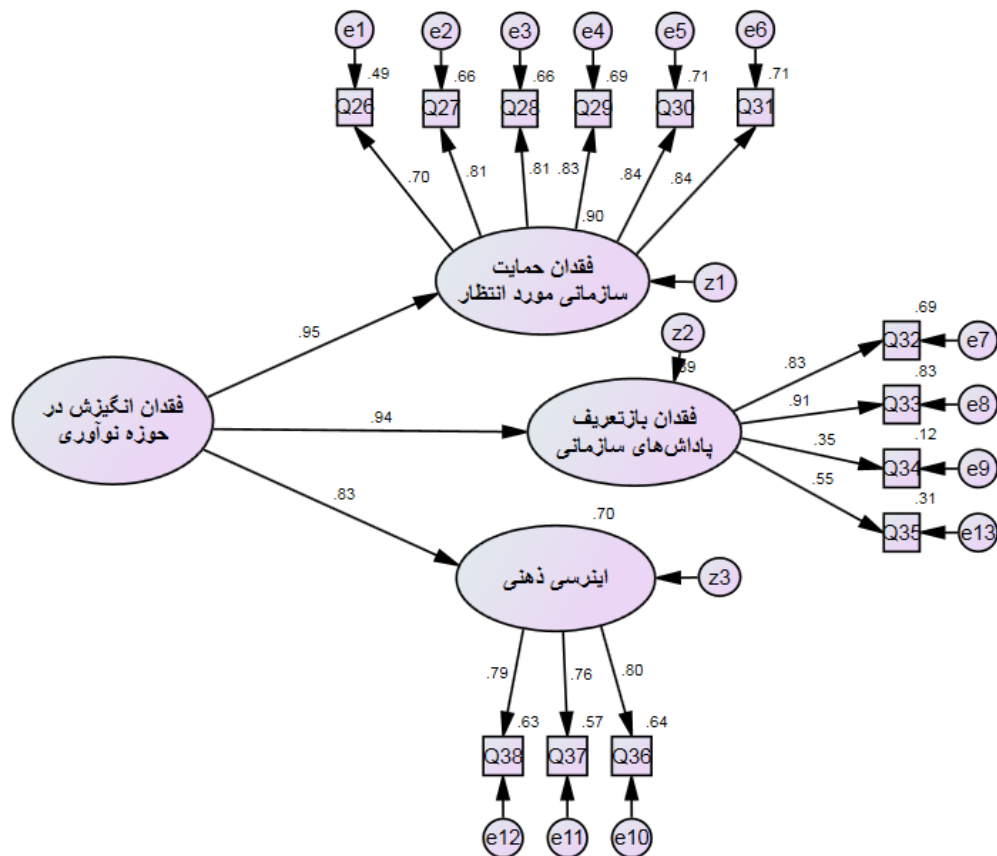 e1 e2 e3 e4 e5 e6
.49 .66 .66 .69 .71 .71
Q26 Q27 Q28 Q29 Q30 Q31
.70 .81 .81 .83 .84 .84
.90
فقدان حمایت
سازمانی مورد انتظار
z1
.95
z2
.69
Q32 e7
.83
.83
Q33 e8
.91
فقدان انگیزش در
حوزه نوآوری
.94
فقدان بازتعریف
پاداش‌های سازمانی
.12
.35
Q34 e9
.55
.31
Q35 e13
.83
.70
اینرسی ذهنی
z3
.79 .76 .80
.63 .57 .64
Q38 Q37 Q36
e12 e11 e10